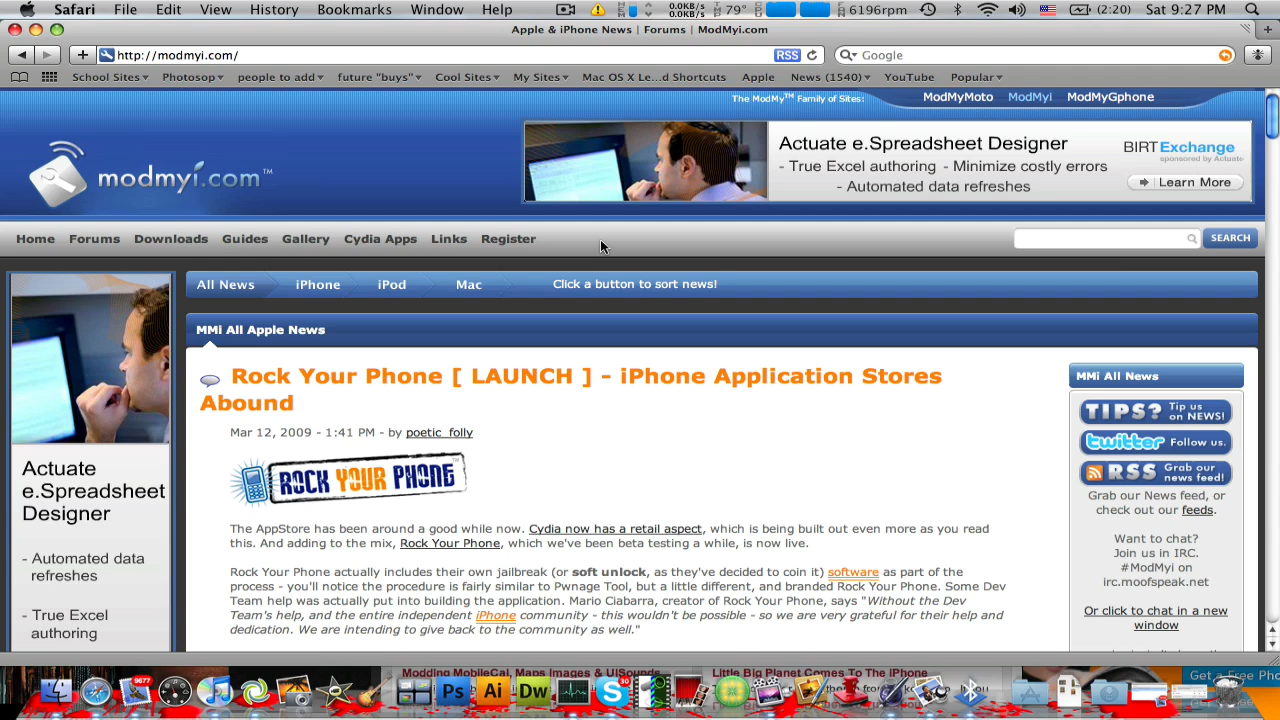 Safari File Edit View History Bookmarks Window Help 0.0KB/s 0.0KB/s 79° 6196rpm (2:20) Sat 9:27 PM
Apple & iPhone News | Forums | ModMyi.com
http://modmyi.com/ RSS Google
School Sites Photosop people to add future "buys" Cool Sites My Sites Mac OS X Le...d Shortcuts Apple News (1540) YouTube Popular
The ModMy™ Family of Sites: ModMyMoto ModMyi ModMyGphone
modmyi.com™
Actuate e.Spreadsheet Designer
- True Excel authoring - Minimize costly errors
- Automated data refreshes
BIRTExchange
sponsored by Actuate
Learn More
Home Forums Downloads Guides Gallery Cydia Apps Links Register SEARCH
All News iPhone iPod Mac Click a button to sort news!
MMi All Apple News
Rock Your Phone [ LAUNCH ] - iPhone Application Stores
Abound
Mar 12, 2009 - 1:41 PM - by poetic_folly
ROCK YOUR PHONE™
The AppStore has been around a good while now. Cydia now has a retail aspect, which is being built out even more as you read
this. And adding to the mix, Rock Your Phone, which we've been beta testing a while, is now live.
Rock Your Phone actually includes their own jailbreak (or soft unlock, as they've decided to coin it) software as part of the
process - you'll notice the procedure is fairly similar to Pwnage Tool, but a little different, and branded Rock Your Phone. Some Dev
Team help was actually put into building the application. Mario Ciabarra, creator of Rock Your Phone, says "Without the Dev
Team's help, and the entire independent iPhone community - this wouldn't be possible - so we are very grateful for their help and
dedication. We are intending to give back to the community as well."
Actuate
e.Spreadsheet
Designer
- Automated data
refreshes
- True Excel
authoring
MMi All News
TIPS? Tip us
on NEWS!
twitter Follow us.
RSS Grab our
news feed!
Grab our News feed, or
check out our feeds.
Want to chat?
Join us in IRC.
#ModMyi on
irc.moofspeak.net
Or click to chat in a new
window
Modding MobileCal, Maps Images & UISounds Little Big Planet Comes To The iPhone
Get a Free Pho
9677 Ps Ai Dw 30